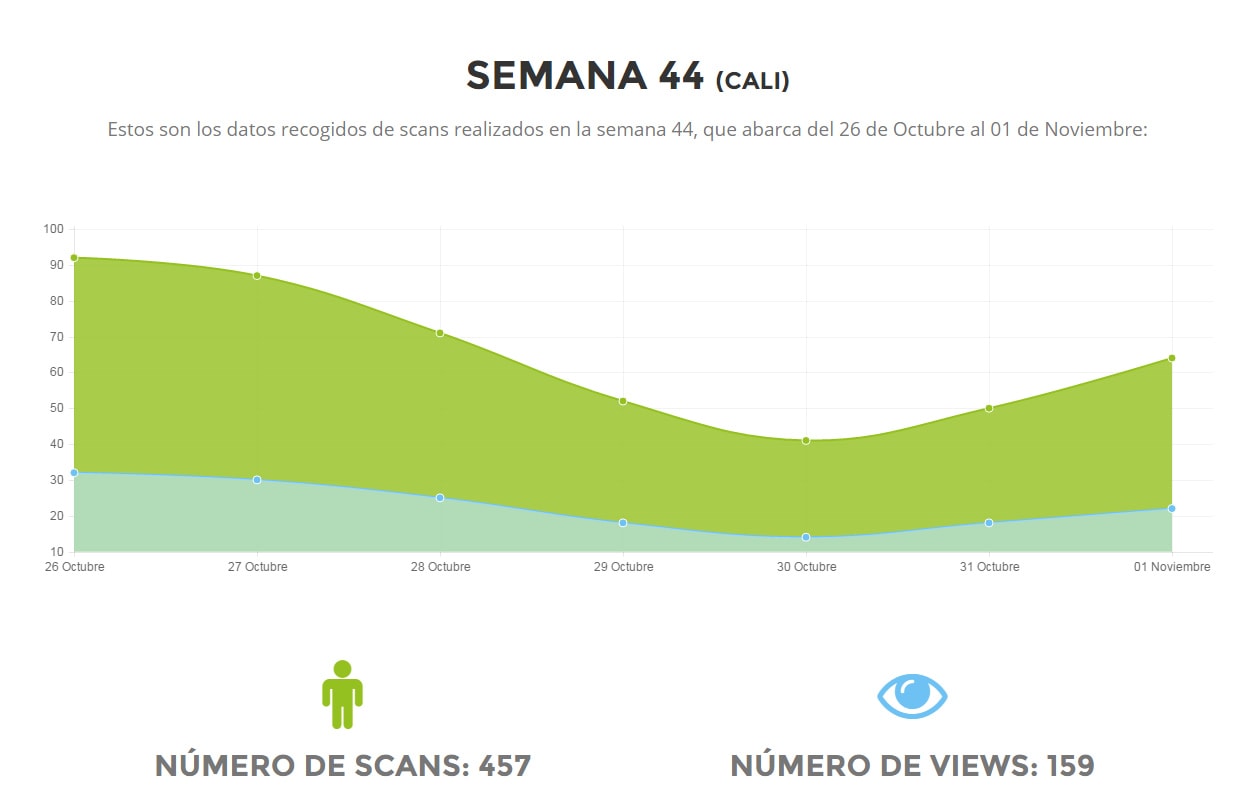 SEMANA 44 (CALI)
Estos son los datos recogidos de scans realizados en la semana 44, que abarca del 26 de Octubre al 01 de Noviembre:
100
90
80
70
60
50
40
30
20
10
26 Octubre 27 Octubre 28 Octubre 29 Octubre 30 Octubre 31 Octubre 01 Noviembre
NÚMERO DE SCANS: 457 NÚMERO DE VIEWS: 159